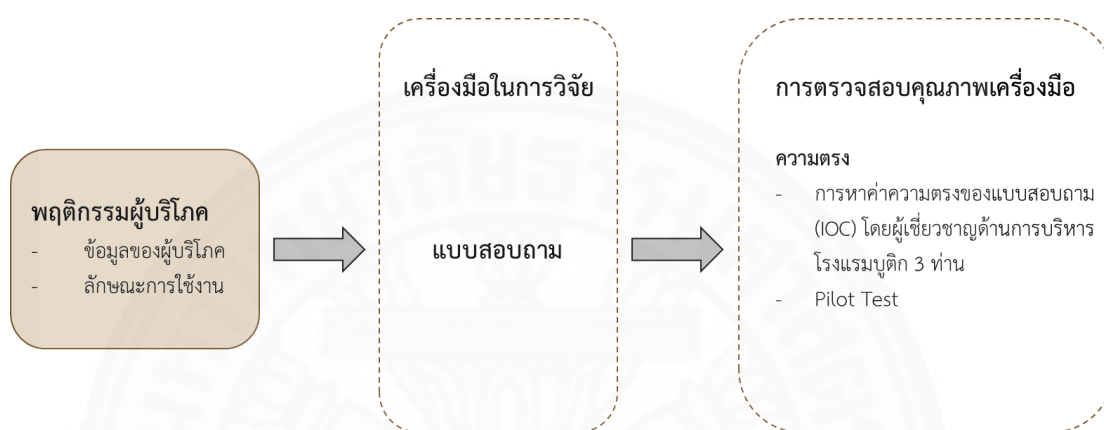 พฤติกรรมผู้บริโภค
- ข้อมูลของผู้บริโภค
- ลักษณะการใช้งาน
เครื่องมือในการวิจัย
แบบสอบถาม
การตรวจสอบคุณภาพเครื่องมือ
ความตรง
- การหาค่าความตรงของแบบสอบถาม
(IOC) โดยผู้เชี่ยวชาญด้านการบริหาร
โรงแรมบูติก 3 ท่าน
- Pilot Test